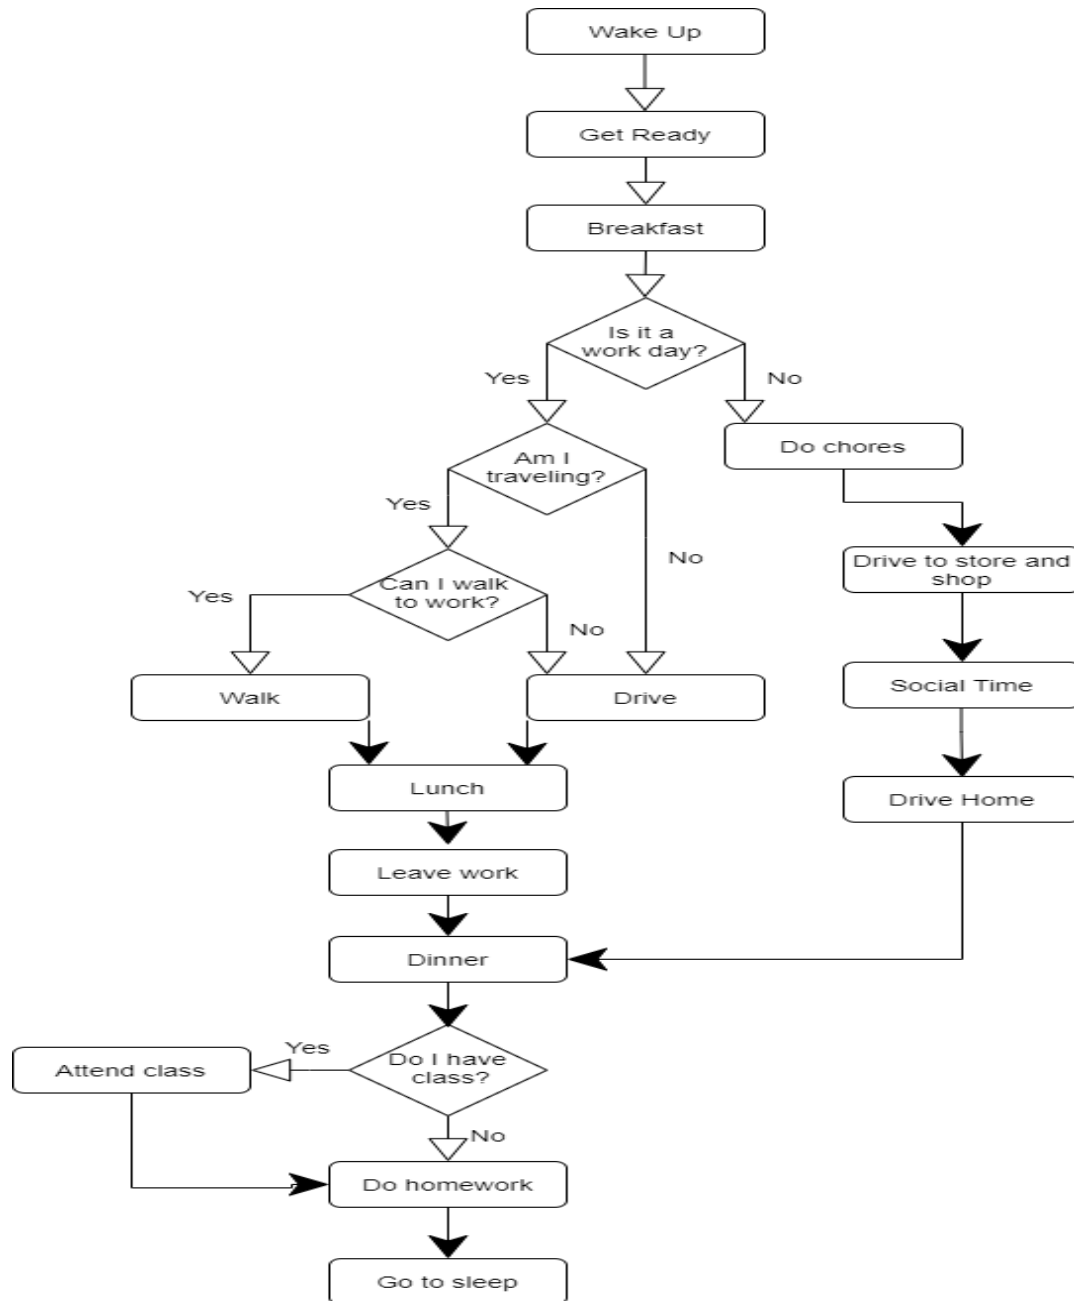 Wake Up
Get Ready
Breakfast
Is it a
work day?
Yes
No
Am I
traveling?
Do chores
Yes
No
Drive to store and
shop
Can I walk
to work?
Yes
No
Walk
Drive
Social Time
Lunch
Drive Home
Leave work
Dinner
Do I have
class?
Yes
Attend class
No
Do homework
Go to sleep